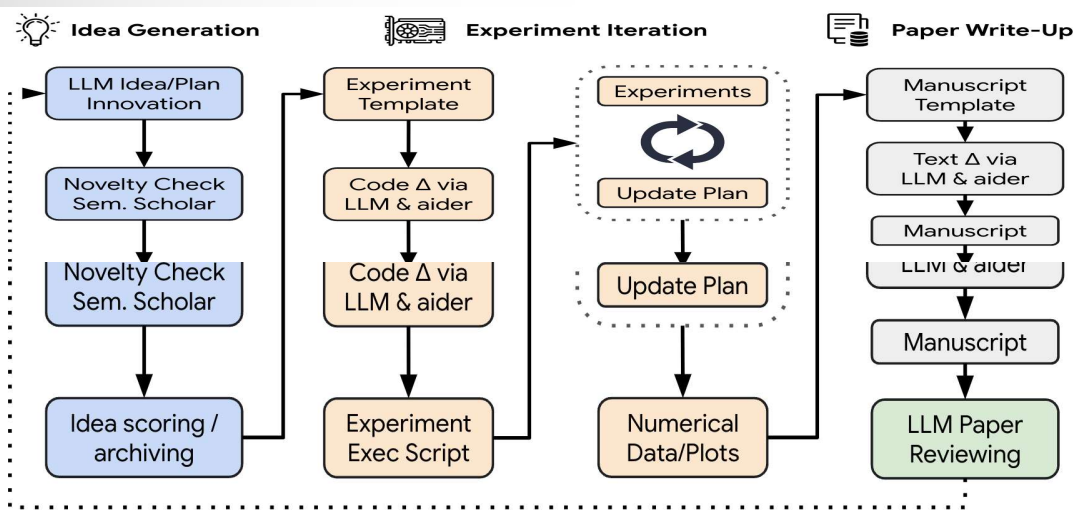 Idea Generation
LLM Idea/Plan
Innovation
Novelty Check
Sem. Scholar
Novelty Check
Sem. Scholar
Idea scoring /
archiving
Experiment Iteration
Experiment
Template
Code Δ via
LLM & aider
Code Δ via
LLM & aider
Experiment
Exec Script
Experiments
Update Plan
Update Plan
Numerical
Data/Plots
Paper Write-Up
Manuscript
Template
Text Δ via
LLM & aider
Manuscript
LLM & aider
Manuscript
LLM Paper
Reviewing